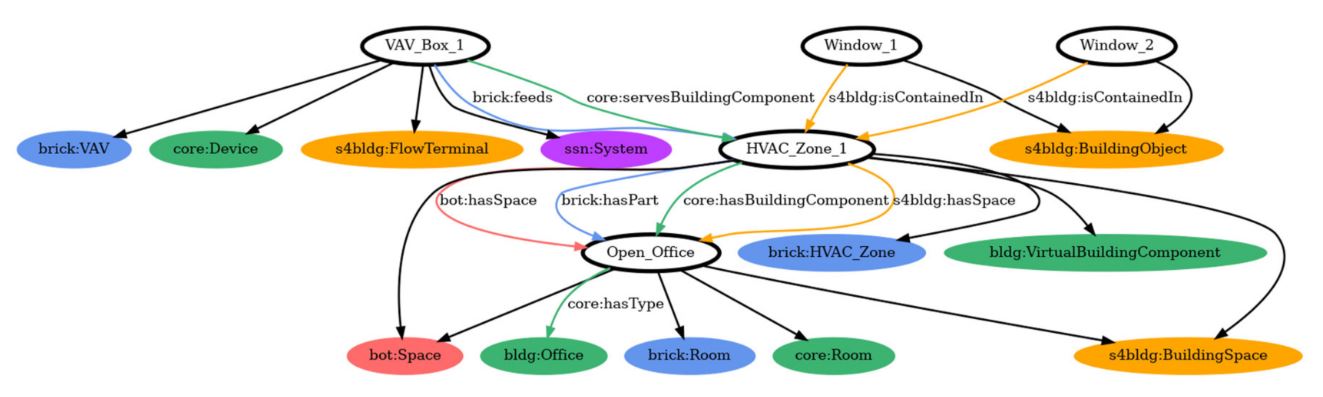 VAV_Box_1
Window_1
Window_2
brick:feeds
core:servesBuildingComponent
s4bldg:isContainedIn
s4bldg:isContainedIn
brick:VAV
core:Device
s4bldg:FlowTerminal
ssn:System
HVAC_Zone_1
s4bldg:BuildingObject
bot:hasSpace
brick:hasPart
core:hasBuildingComponent
s4bldg:hasSpace
Open_Office
brick:HVAC_Zone
bldg:VirtualBuildingComponent
core:hasType
bot:Space
bldg:Office
brick:Room
core:Room
s4bldg:BuildingSpace